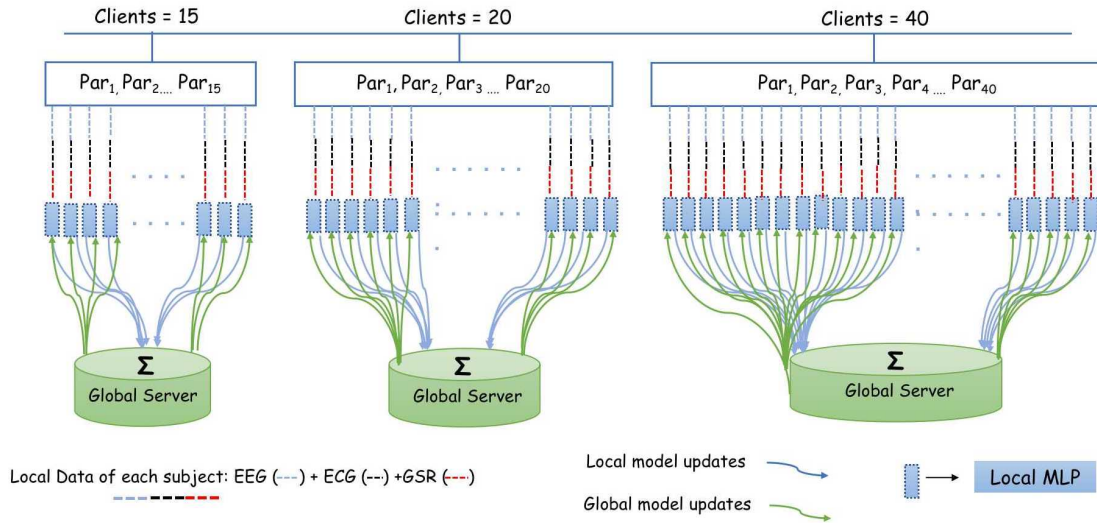 Clients = 15
Clients = 20
Clients = 40
Par1, Par2.... Par15
Par1, Par2, Par3 .... Par20
Par1, Par2, Par3, Par4 .... Par40
Σ
Global Server
Σ
Global Server
Σ
Global Server
Local Data of each subject: EEG (---) + ECG (---) +GSR (---)
Local model updates
Global model updates
Local MLP